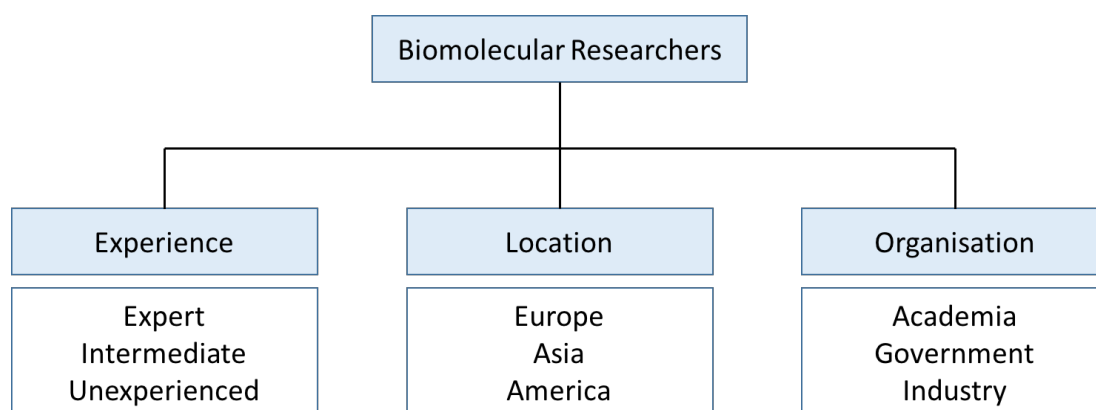 Biomolecular Researchers
Experience
Expert
Intermediate
Unexperienced
Location
Europe
Asia
America
Organisation
Academia
Government
Industry